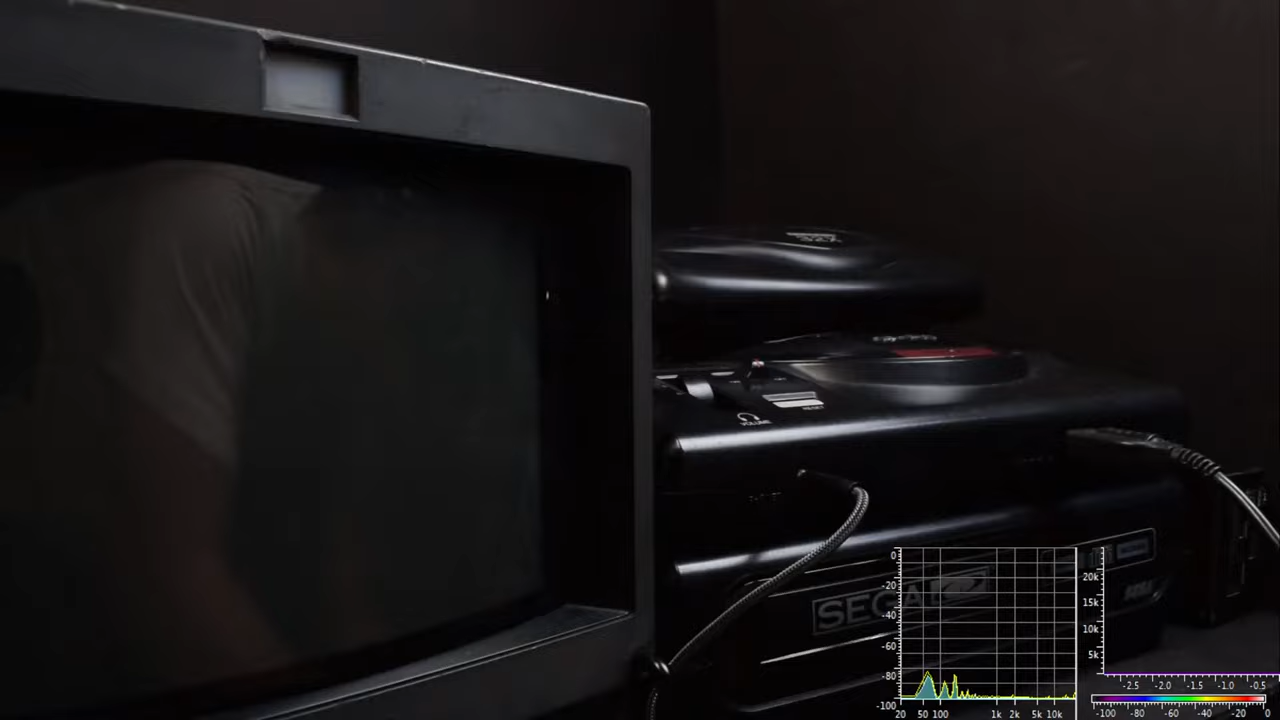 32X
VOLUME
RESET
SEGA
0
-20
-40
-60
-80
-100
20 50 100 1k 2k 5k 10k
20k
15k
10k
5k
-2.5 -2.0 -1.5 -1.0 -0.5
-100 -80 -60 -40 -20 0